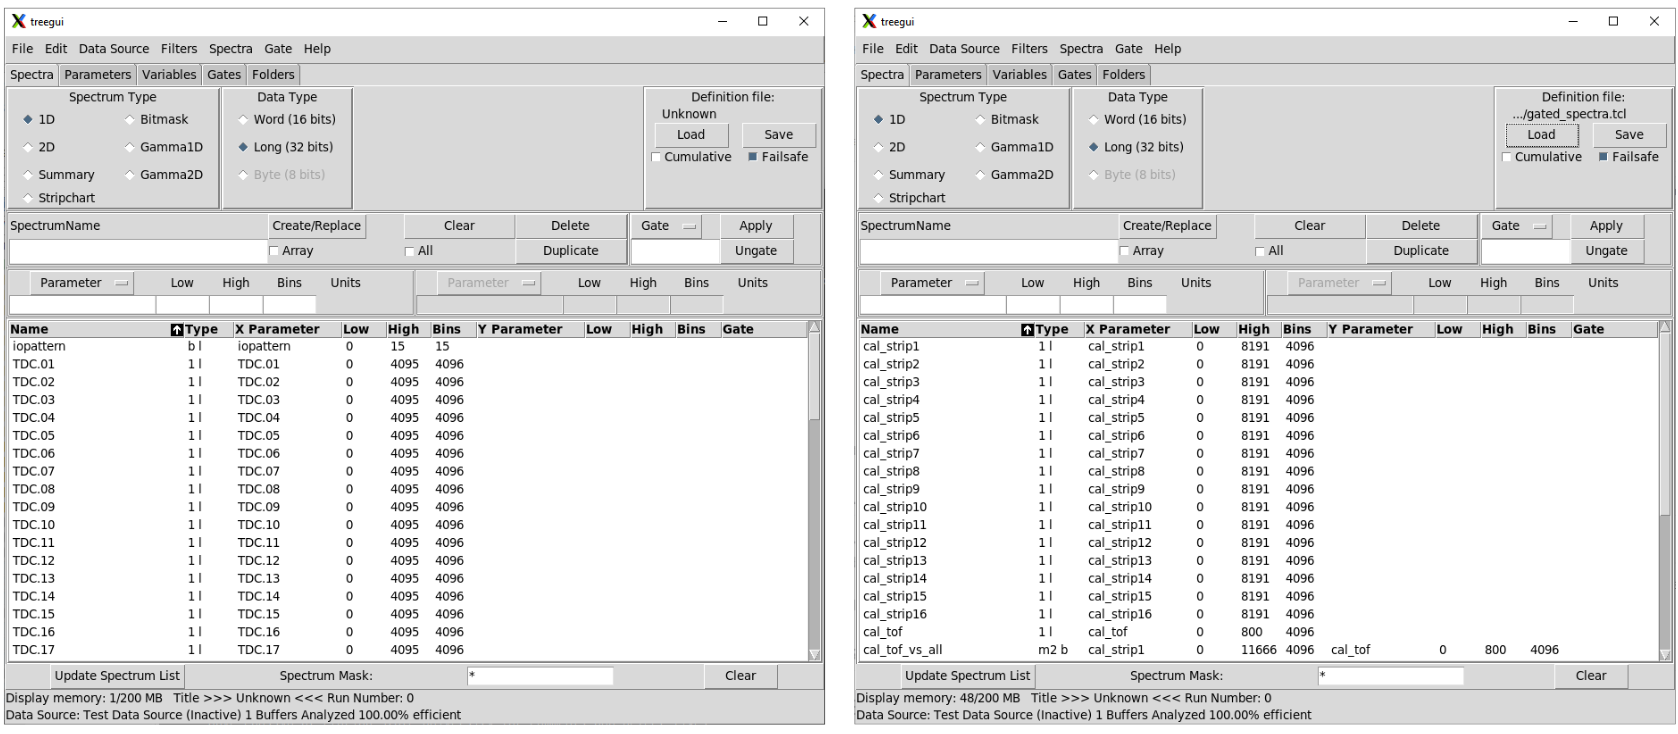 treegui
File Edit Data Source Filters Spectra Gate Help
Spectra Parameters Variables Gates Folders
Spectrum Type Data Type Definition file:
1D Bitmask Word (16 bits) Unknown
Load Save
2D Gamma1D Long (32 bits) Cumulative Failsafe
Summary Gamma2D Byte (8 bits)
Stripchart
SpectrumName Create/Replace Clear Delete Gate Apply
Array All Duplicate Ungate
Parameter Low High Bins Units Parameter Low High Bins Units
Name Type X Parameter Low High Bins Y Parameter Low High Bins Gate
iopattern b l iopattern 0 15 15
TDC.01 1 l TDC.01 0 4095 4096
TDC.02 1 l TDC.02 0 4095 4096
TDC.03 1 l TDC.03 0 4095 4096
TDC.04 1 l TDC.04 0 4095 4096
TDC.05 1 l TDC.05 0 4095 4096
TDC.06 1 l TDC.06 0 4095 4096
TDC.07 1 l TDC.07 0 4095 4096
TDC.08 1 l TDC.08 0 4095 4096
TDC.09 1 l TDC.09 0 4095 4096
TDC.10 1 l TDC.10 0 4095 4096
TDC.11 1 l TDC.11 0 4095 4096
TDC.12 1 l TDC.12 0 4095 4096
TDC.13 1 l TDC.13 0 4095 4096
TDC.14 1 l TDC.14 0 4095 4096
TDC.15 1 l TDC.15 0 4095 4096
TDC.16 1 l TDC.16 0 4095 4096
TDC.17 1 l TDC.17 0 4095 4096
Update Spectrum List Spectrum Mask: * Clear
Display memory: 1/200 MB Title >>> Unknown <<< Run Number: 0
Data Source: Test Data Source (Inactive) 1 Buffers Analyzed 100.00% efficient
treegui
File Edit Data Source Filters Spectra Gate Help
Spectra Parameters Variables Gates Folders
Spectrum Type Data Type Definition file:
1D Bitmask Word (16 bits) .../gated_spectra.tcl
Load Save
2D Gamma1D Long (32 bits) Cumulative Failsafe
Summary Gamma2D Byte (8 bits)
Stripchart
SpectrumName Create/Replace Clear Delete Gate Apply
Array All Duplicate Ungate
Parameter Low High Bins Units Parameter Low High Bins Units
Name Type X Parameter Low High Bins Y Parameter Low High Bins Gate
cal_strip1 1 l cal_strip1 0 8191 4096
cal_strip2 1 l cal_strip2 0 8191 4096
cal_strip3 1 l cal_strip3 0 8191 4096
cal_strip4 1 l cal_strip4 0 8191 4096
cal_strip5 1 l cal_strip5 0 8191 4096
cal_strip6 1 l cal_strip6 0 8191 4096
cal_strip7 1 l cal_strip7 0 8191 4096
cal_strip8 1 l cal_strip8 0 8191 4096
cal_strip9 1 l cal_strip9 0 8191 4096
cal_strip10 1 l cal_strip10 0 8191 4096
cal_strip11 1 l cal_strip11 0 8191 4096
cal_strip12 1 l cal_strip12 0 8191 4096
cal_strip13 1 l cal_strip13 0 8191 4096
cal_strip14 1 l cal_strip14 0 8191 4096
cal_strip15 1 l cal_strip15 0 8191 4096
cal_strip16 1 l cal_strip16 0 8191 4096
cal_tof 1 l cal_tof 0 800 4096
cal_tof_vs_all m2 b cal_strip1 0 11666 4096 cal_tof 0 800 4096
Update Spectrum List Spectrum Mask: * Clear
Display memory: 48/200 MB Title >>> Unknown <<< Run Number: 0
Data Source: Test Data Source (Inactive) 1 Buffers Analyzed 100.00% efficient